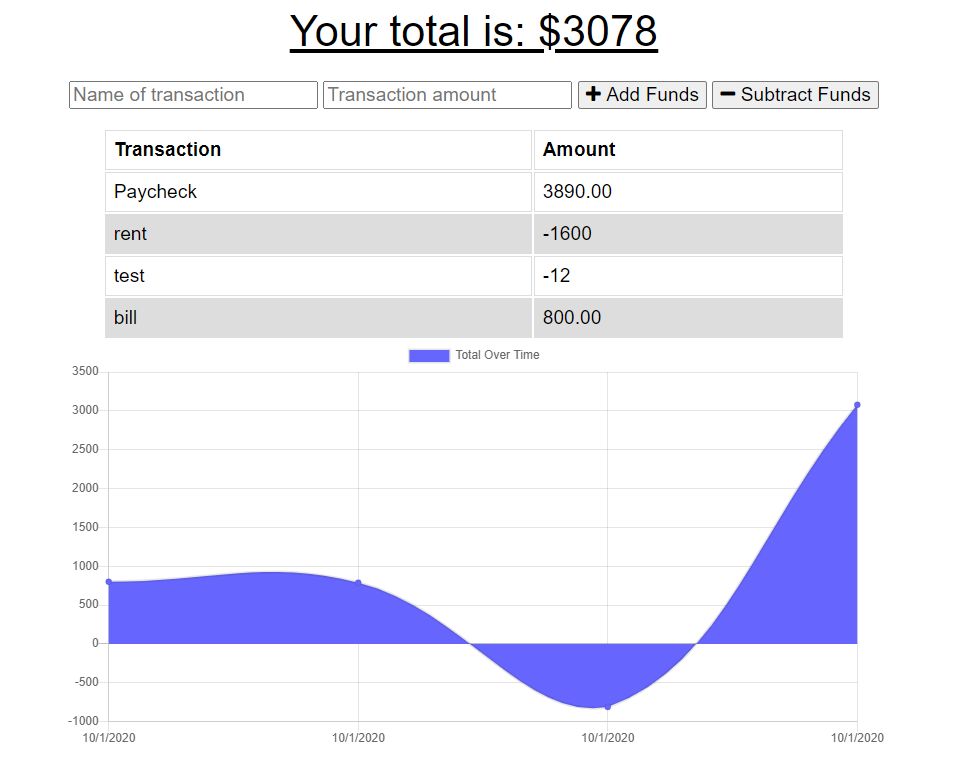 Your total is: $3078
Name of transaction Transaction amount + Add Funds − Subtract Funds
Transaction Amount
Paycheck 3890.00
rent -1600
test -12
bill 800.00
Total Over Time
3500
3000
2500
2000
1500
1000
500
0
-500
-1000
10/1/2020 10/1/2020 10/1/2020 10/1/2020